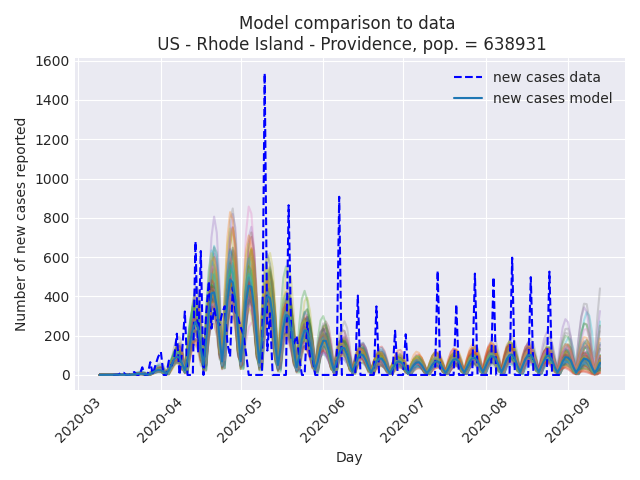 Model comparison to data
US - Rhode Island - Providence, pop. = 638931
new cases data
new cases model
Number of new cases reported
1600
1400
1200
1000
800
600
400
200
0
2020-03
2020-04
2020-05
2020-06
2020-07
2020-08
2020-09
Day